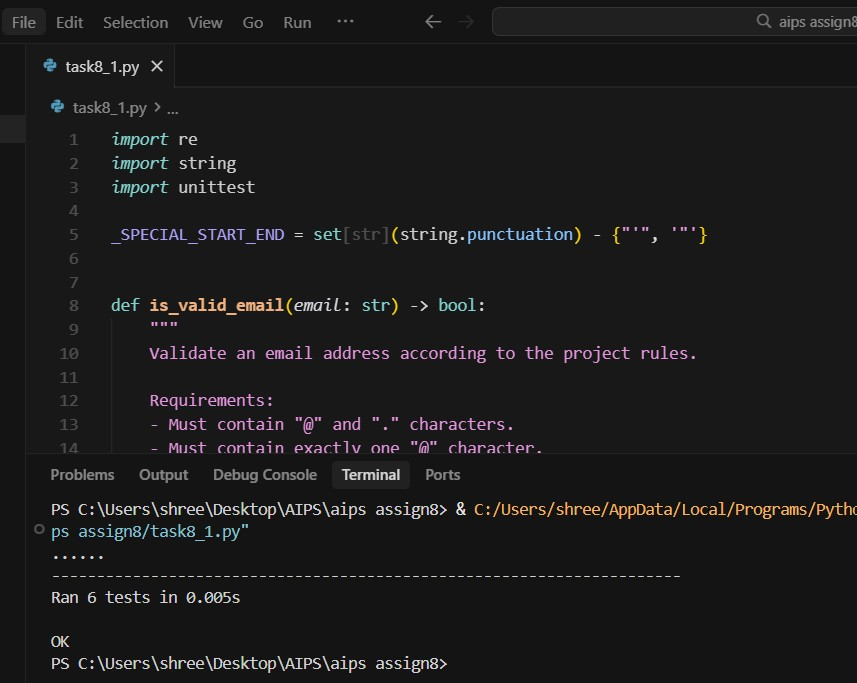 File Edit Selection View Go Run ... aips assign8
task8_1.py
task8_1.py > ...
1 import re
2 import string
3 import unittest
4
5 _SPECIAL_START_END = set[str](string.punctuation) - {"'", '"'}
6
7
8 def is_valid_email(email: str) -> bool:
9 """
10 Validate an email address according to the project rules.
11
12 Requirements:
13 - Must contain "@" and "." characters.
14 - Must contain exactly one "@" character.
Problems Output Debug Console Terminal Ports
PS C:\Users\shree\Desktop\AIPS\aips assign8> & C:/Users/shree/AppData/Local/Programs/Pytho
ps assign8/task8_1.py"
......
----------------------------------------------------------------------
Ran 6 tests in 0.005s
OK
PS C:\Users\shree\Desktop\AIPS\aips assign8>